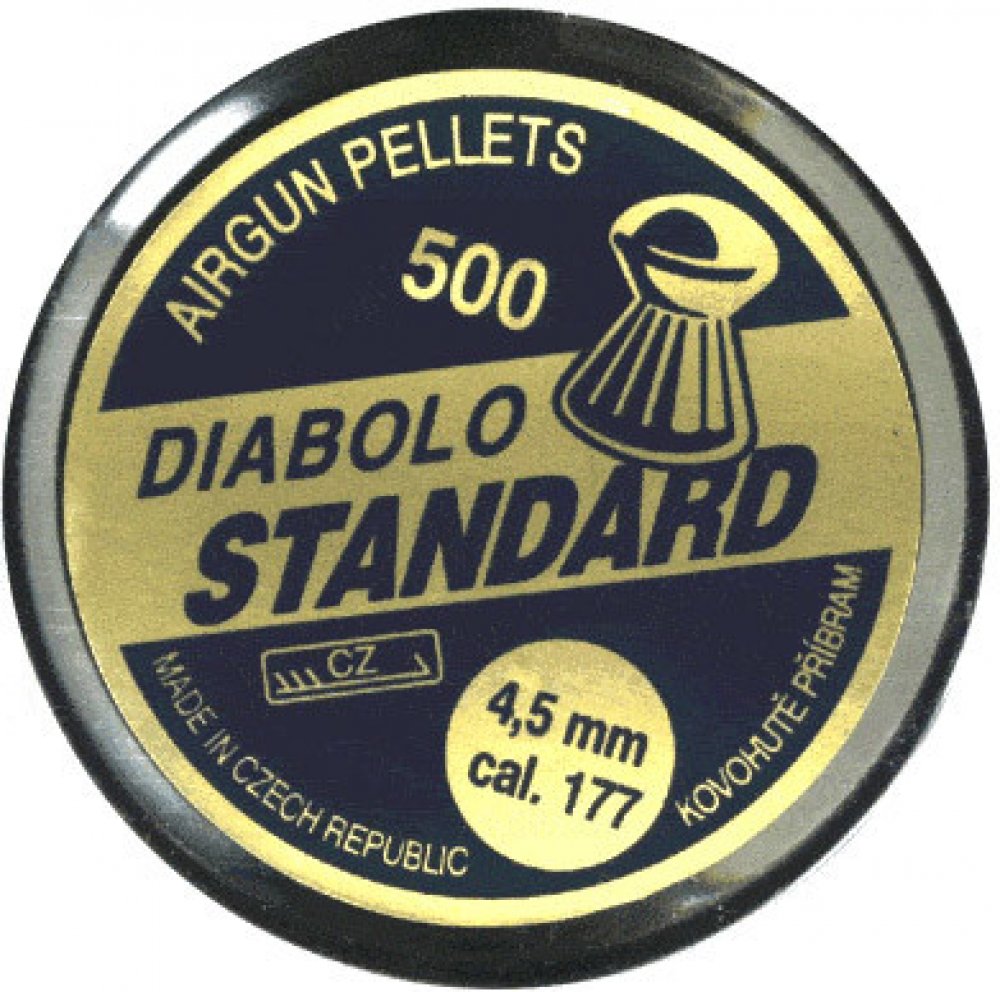 AIRGUN PELLETS
500
DIABOLO
STANDARD
CZ
4,5 mm
cal. 177
MADE IN CZECH REPUBLIC
KOVOHUTĚ PŘÍBRAM